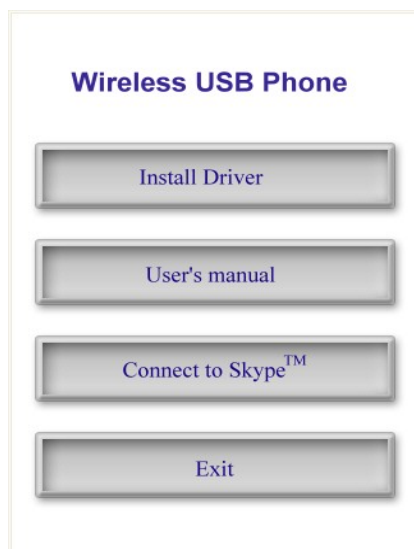 Wireless USB Phone
Install Driver
User's manual
Connect to Skype™
Exit